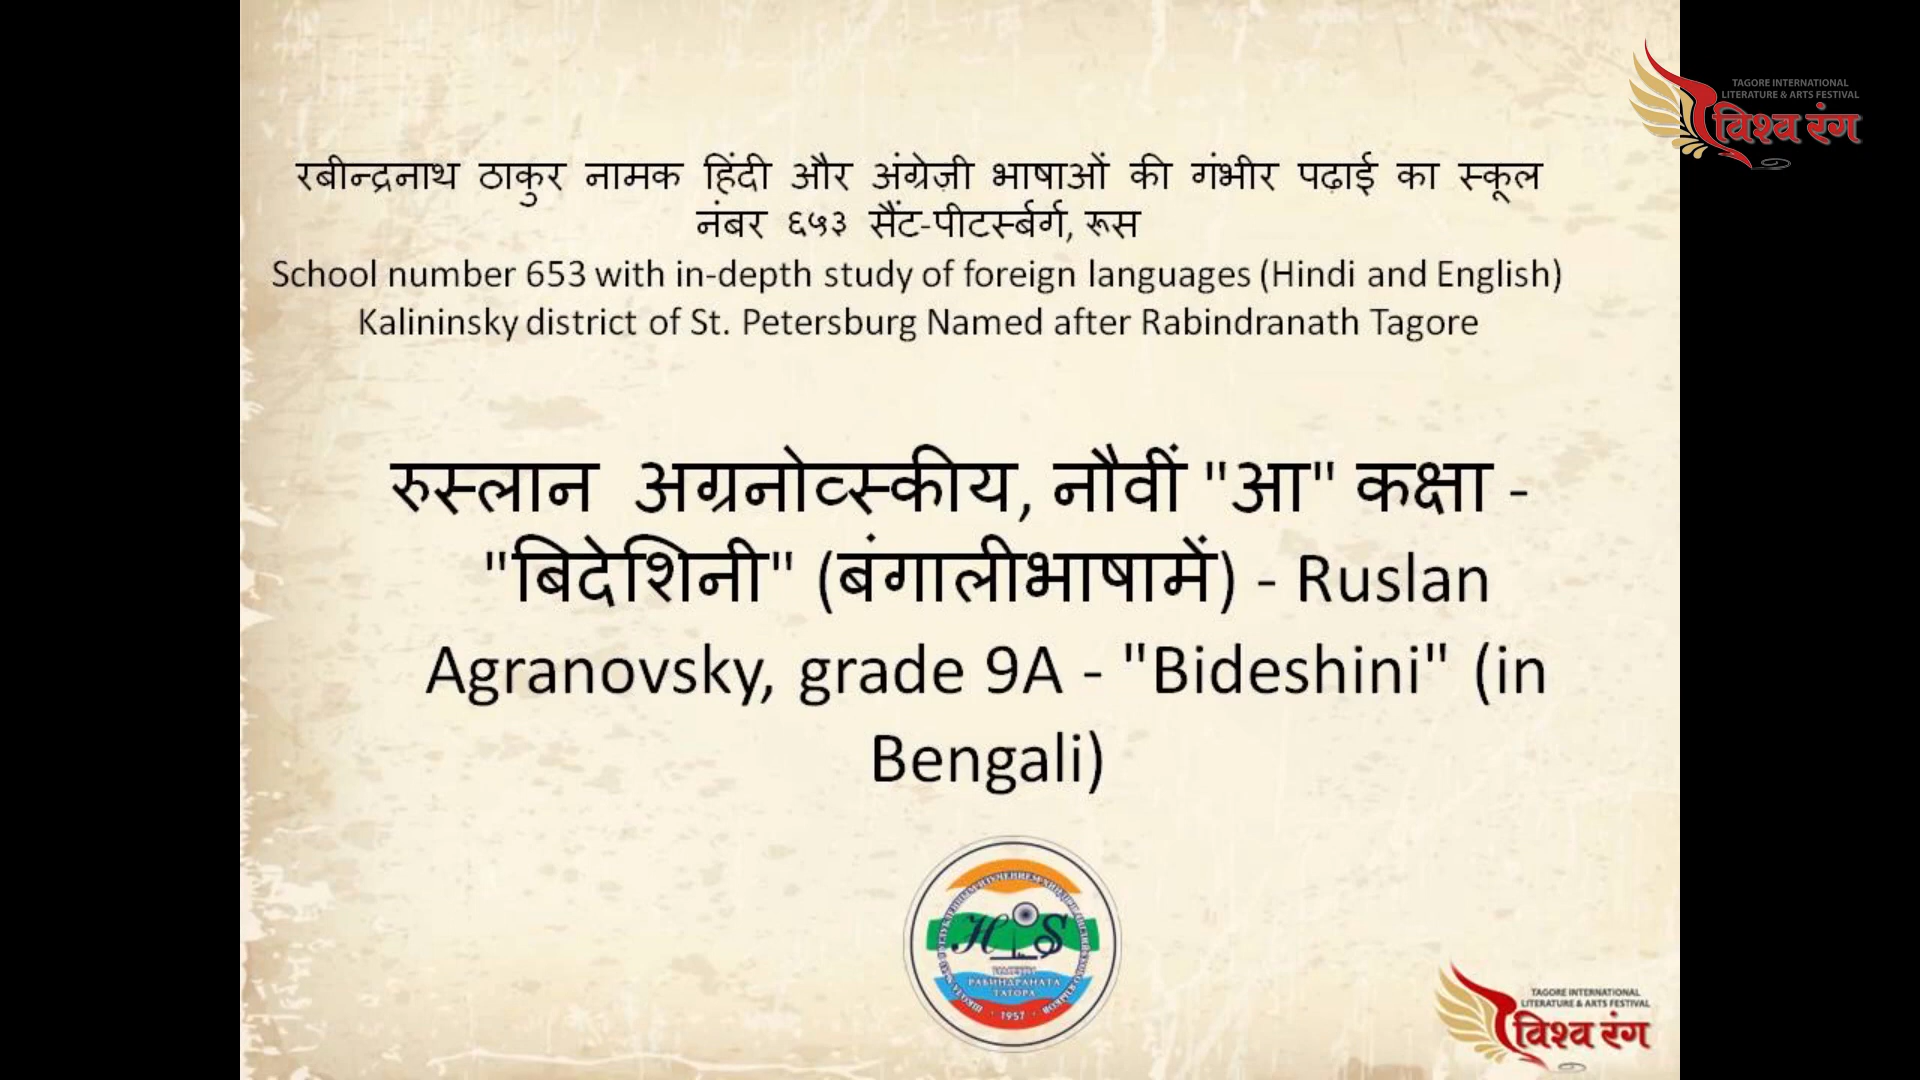 TAGORE INTERNATIONAL
LITERATURE & ARTS FESTIVAL
विश्व रंग
रबीन्द्रनाथ ठाकुर नामक हिंदी और अंग्रेज़ी भाषाओं की गंभीर पढ़ाई का स्कूल
नंबर ६५३ सैंट-पीटर्स्बर्ग, रूस
School number 653 with in-depth study of foreign languages (Hindi and English)
Kalininsky district of St. Petersburg Named after Rabindranath Tagore
रुस्लान अग्रनोव्स्कीय, नौवीं "आ" कक्षा -
"बिदेशिनी" (बंगालीभाषामें) - Ruslan
Agranovsky, grade 9A - "Bideshini" (in
Bengali)
HS
РАБИНДРАНАТА
ТАГОРА
1957
TAGORE INTERNATIONAL
LITERATURE & ARTS FESTIVAL
विश्व रंग